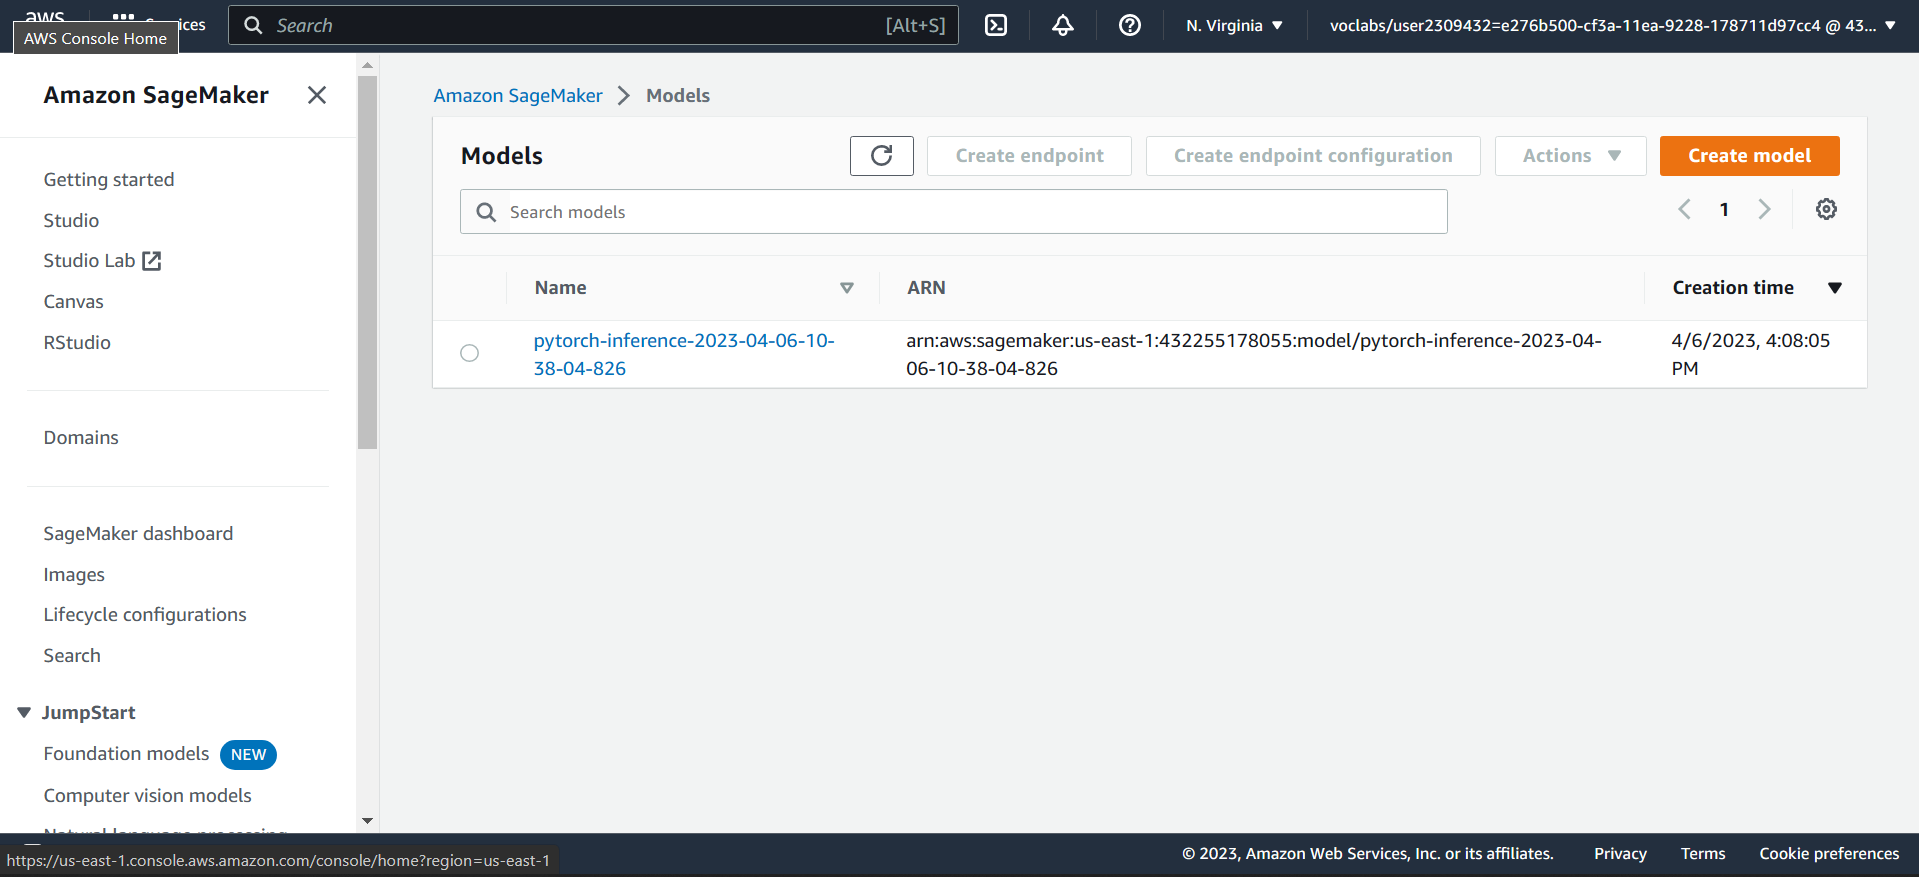 aws
Services
AWS Console Home
Search
[Alt+S]
N. Virginia
voclabs/user2309432=e276b500-cf3a-11ea-9228-178711d97cc4 @ 43...
Amazon SageMaker
Getting started
Studio
Studio Lab
Canvas
RStudio
Domains
SageMaker dashboard
Images
Lifecycle configurations
Search
JumpStart
Foundation models NEW
Computer vision models
Natural language processing
Amazon SageMaker > Models
Models
Create endpoint
Create endpoint configuration
Actions
Create model
Search models
1
Name
ARN
Creation time
pytorch-inference-2023-04-06-10-
38-04-826
arn:aws:sagemaker:us-east-1:432255178055:model/pytorch-inference-2023-04-
06-10-38-04-826
4/6/2023, 4:08:05
PM
https://us-east-1.console.aws.amazon.com/console/home?region=us-east-1
© 2023, Amazon Web Services, Inc. or its affiliates.
Privacy
Terms
Cookie preferences